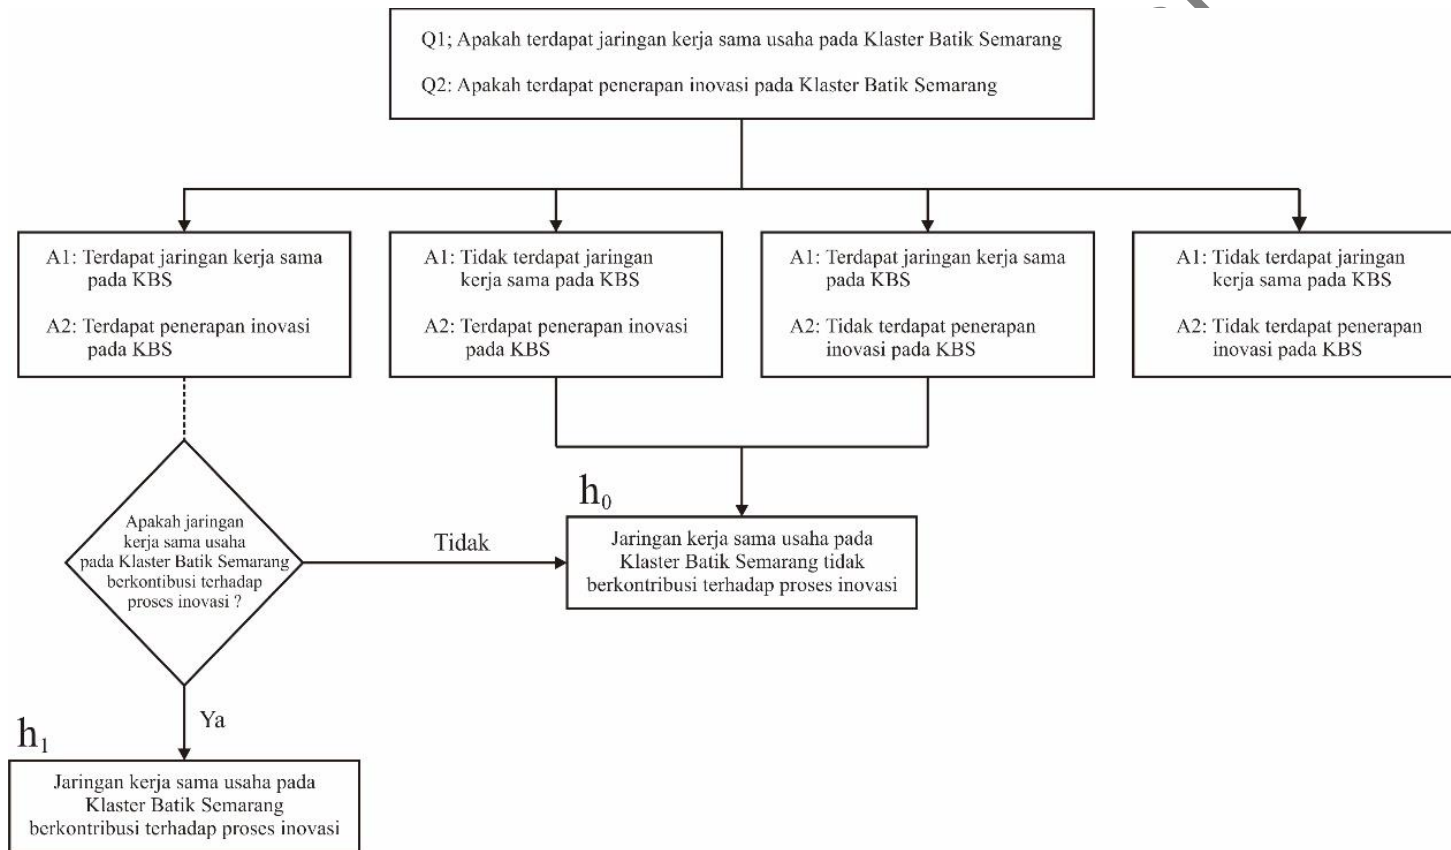 Q1; Apakah terdapat jaringan kerja sama usaha pada Klaster Batik Semarang
Q2: Apakah terdapat penerapan inovasi pada Klaster Batik Semarang
A1: Terdapat jaringan kerja sama
pada KBS
A2: Terdapat penerapan inovasi
pada KBS
A1: Tidak terdapat jaringan
kerja sama pada KBS
A2: Terdapat penerapan inovasi
pada KBS
A1: Terdapat jaringan kerja sama
pada KBS
A2: Tidak terdapat penerapan
inovasi pada KBS
A1: Tidak terdapat jaringan
kerja sama pada KBS
A2: Tidak terdapat penerapan
inovasi pada KBS
Apakah jaringan
kerja sama usaha
pada Klaster Batik Semarang
berkontibusi terhadap
proses inovasi ?
Tidak
h0
Jaringan kerja sama usaha pada
Klaster Batik Semarang tidak
berkontribusi terhadap proses inovasi
Ya
h1
Jaringan kerja sama usaha pada
Klaster Batik Semarang
berkontribusi terhadap proses inovasi